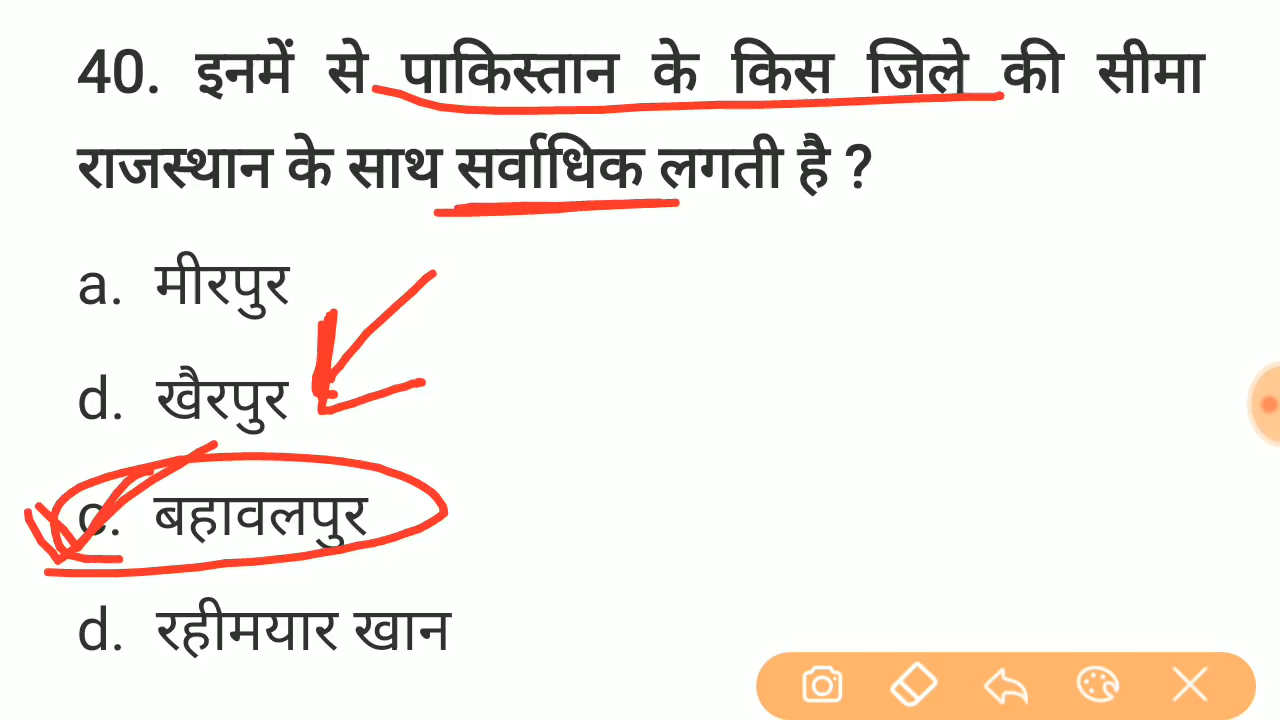 40. इनमें से पाकिस्तान के किस जिले की सीमा
राजस्थान के साथ सर्वाधिक लगती है ?
a. मीरपुर
d. खैरपुर
c. बहावलपुर
d. रहीमयार खान